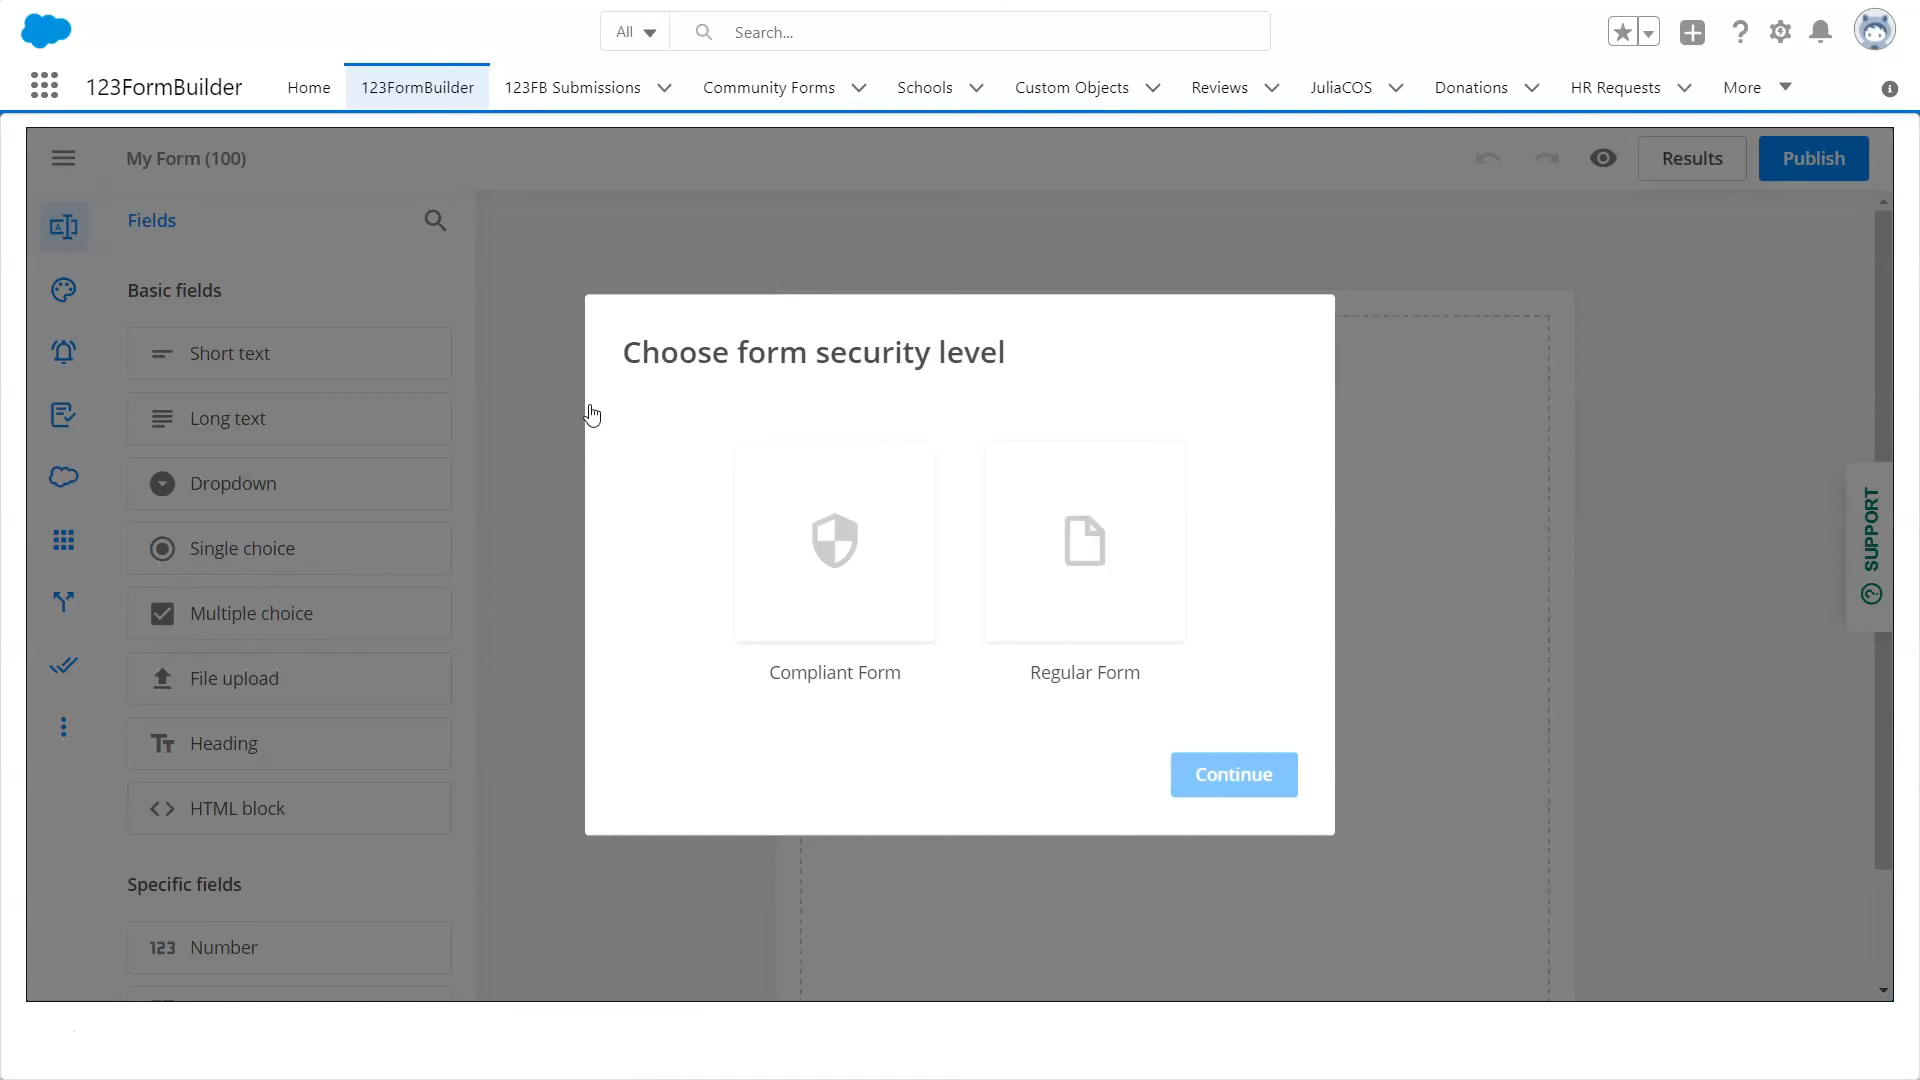 All
Search...
123FormBuilder
Home
123FormBuilder
123FB Submissions
Community Forms
Schools
Custom Objects
Reviews
JuliaCOS
Donations
HR Requests
More
My Form (100)
Results
Publish
Fields
Basic fields
Short text
Long text
Dropdown
Single choice
Multiple choice
File upload
Heading
HTML block
Specific fields
123 Number
Choose form security level
Compliant Form
Regular Form
Continue
SUPPORT